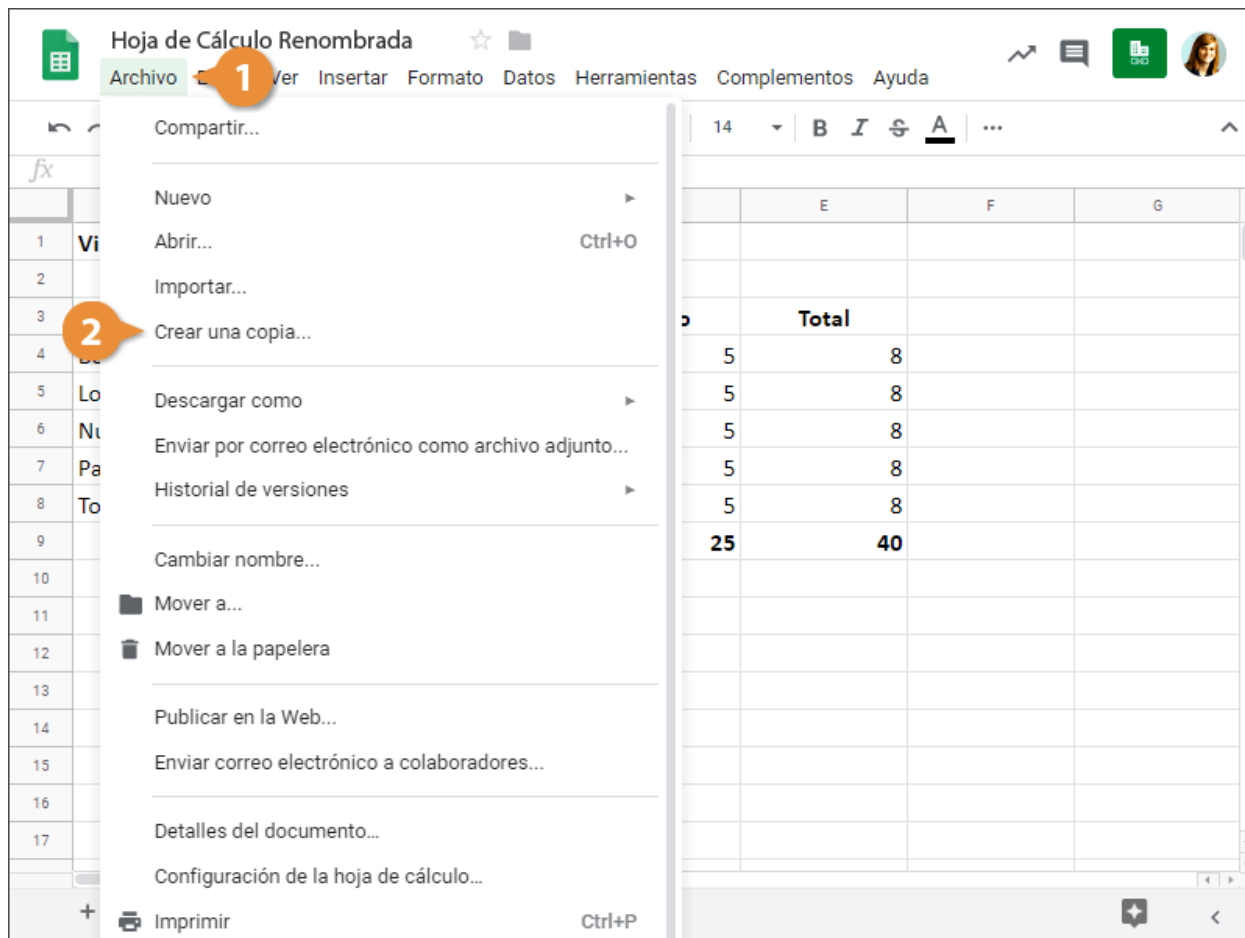 Hoja de Cálculo Renombrada
Archivo 1 Ver Insertar Formato Datos Herramientas Complementos Ayuda
Compartir... 14 B I S A ...
fx
Nuevo
E F G
1 Vi Abrir... Ctrl+O
2 Importar...
3 Total
2 Crear una copia...
4 5 8
5 Lo Descargar como 5 8
6 Nu Enviar por correo electrónico como archivo adjunto... 5 8
7 Pa Historial de versiones 5 8
8 To 5 8
9 25 40
Cambiar nombre...
10
Mover a...
11
12 Mover a la papelera
13
Publicar en la Web...
14
15 Enviar correo electrónico a colaboradores...
16
Detalles del documento...
17
Configuración de la hoja de cálculo...
+ Imprimir Ctrl+P